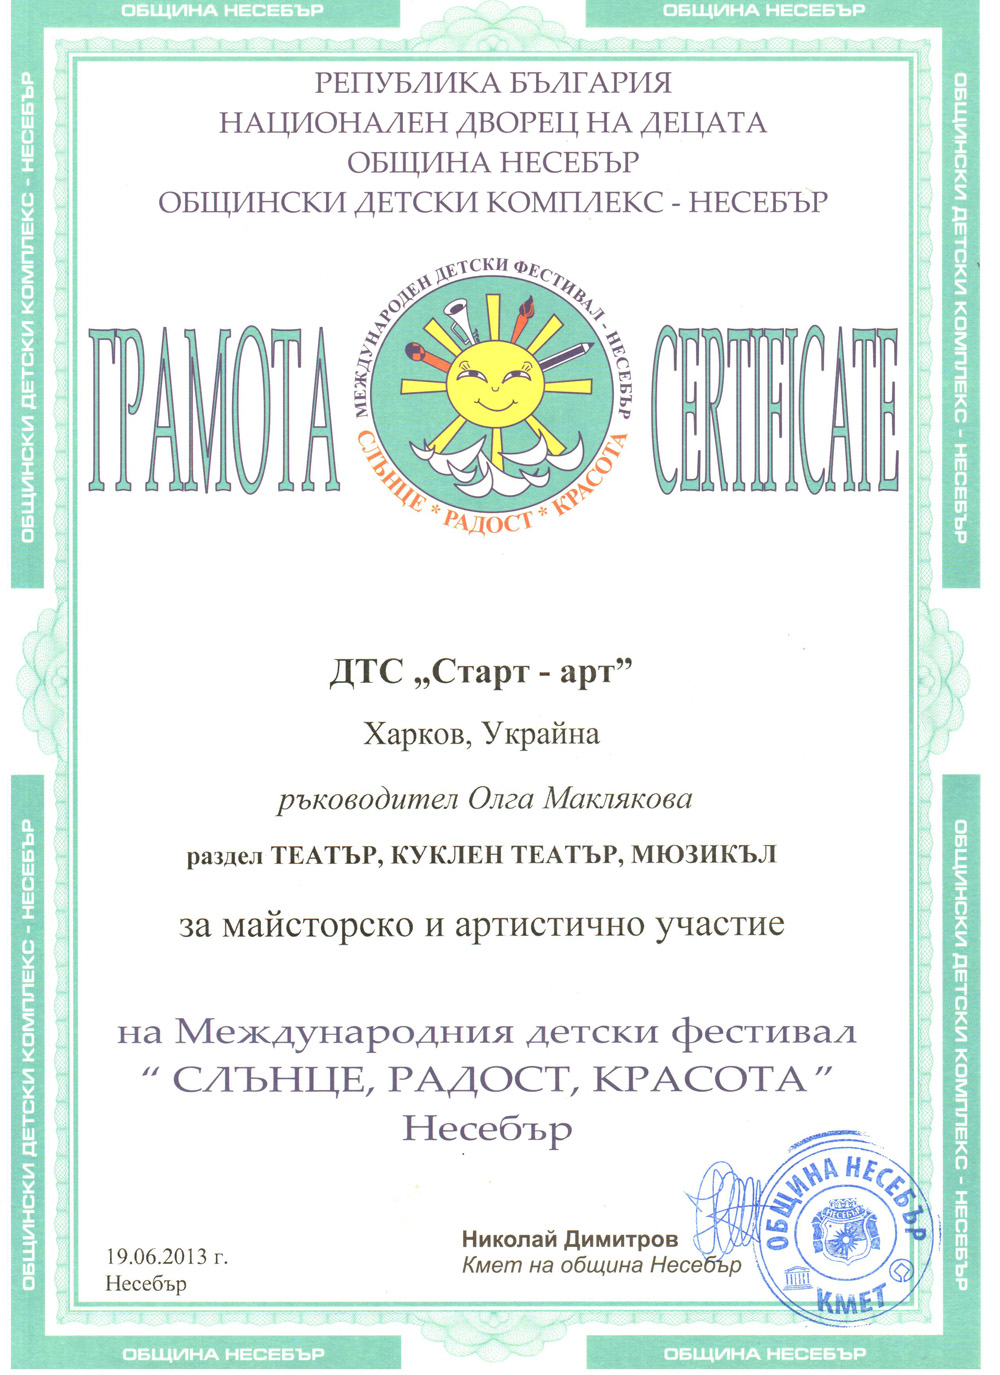 ОБЩИНА НЕСЕБЪР
ОБЩИНА НЕСЕБЪР
ОБЩИНСКИ ДЕТСКИ КОМПЛЕКС - НЕСЕБЪР
ОБЩИНСКИ ДЕТСКИ КОМПЛЕКС - НЕСЕБЪР
РЕПУБЛИКА БЪЛГАРИЯ
НАЦИОНАЛЕН ДВОРЕЦ НА ДЕЦАТА
ОБЩИНА НЕСЕБЪР
ОБЩИНСКИ ДЕТСКИ КОМПЛЕКС - НЕСЕБЪР
ГРАМОТА
МЕЖДУНАРОДЕН ДЕТСКИ ФЕСТИВАЛ - НЕСЕБЪР
СЛЪНЦЕ * РАДОСТ * КРАСОТА
CERTIFICATE
ДТС „Старт - арт”
Харков, Украйна
ръководител Олга Маклякова
раздел ТЕАТЪР, КУКЛЕН ТЕАТЪР, МЮЗИКЪЛ
за майсторско и артистично участие
на Международния детски фестивал
“ СЛЪНЦЕ, РАДОСТ, КРАСОТА ”
Несебър
ОБЩИНСКИ ДЕТСКИ КОМПЛЕКС - НЕСЕБЪР
ОБЩИНСКИ ДЕТСКИ КОМПЛЕКС - НЕСЕБЪР
19.06.2013 г.
Несебър
Николай Димитров
Кмет на община Несебър
ОБЩИНА НЕСЕБЪР
НЕСЕБЪР
КМЕТ
ОБЩИНА НЕСЕБЪР
ОБЩИНА НЕСЕБЪР